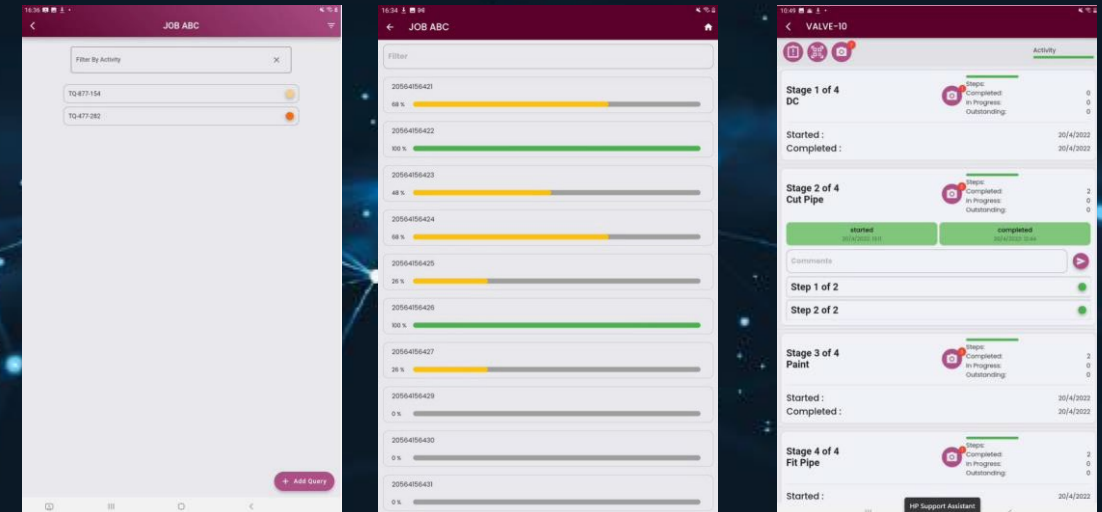 16:36
JOB ABC
Filter By Activity
TQ-877-154
TQ-477-282
+ Add Query
16:34
JOB ABC
Filter
20564156421
68 %
20564156422
100 %
20564156423
48 %
20564156424
68 %
20564156425
26 %
20564156426
100 %
20564156427
26 %
20564156429
0 %
20564156430
0 %
20564156431
0 %
10:49
VALVE-10
Activity
Stage 1 of 4
DC
Steps:
Completed: 0
In Progress: 0
Outstanding: 0
Started : 20/4/2022
Completed : 20/4/2022
Stage 2 of 4
Cut Pipe
Steps:
Completed: 2
In Progress: 0
Outstanding: 0
started
completed
Comments
Step 1 of 2
Step 2 of 2
Stage 3 of 4
Paint
Steps:
Completed: 2
In Progress: 0
Outstanding: 0
Started : 20/4/2022
Completed : 20/4/2022
Stage 4 of 4
Fit Pipe
Steps:
Completed: 2
In Progress: 0
Outstanding: 0
Started : 20/4/2022
HP Support Assistant